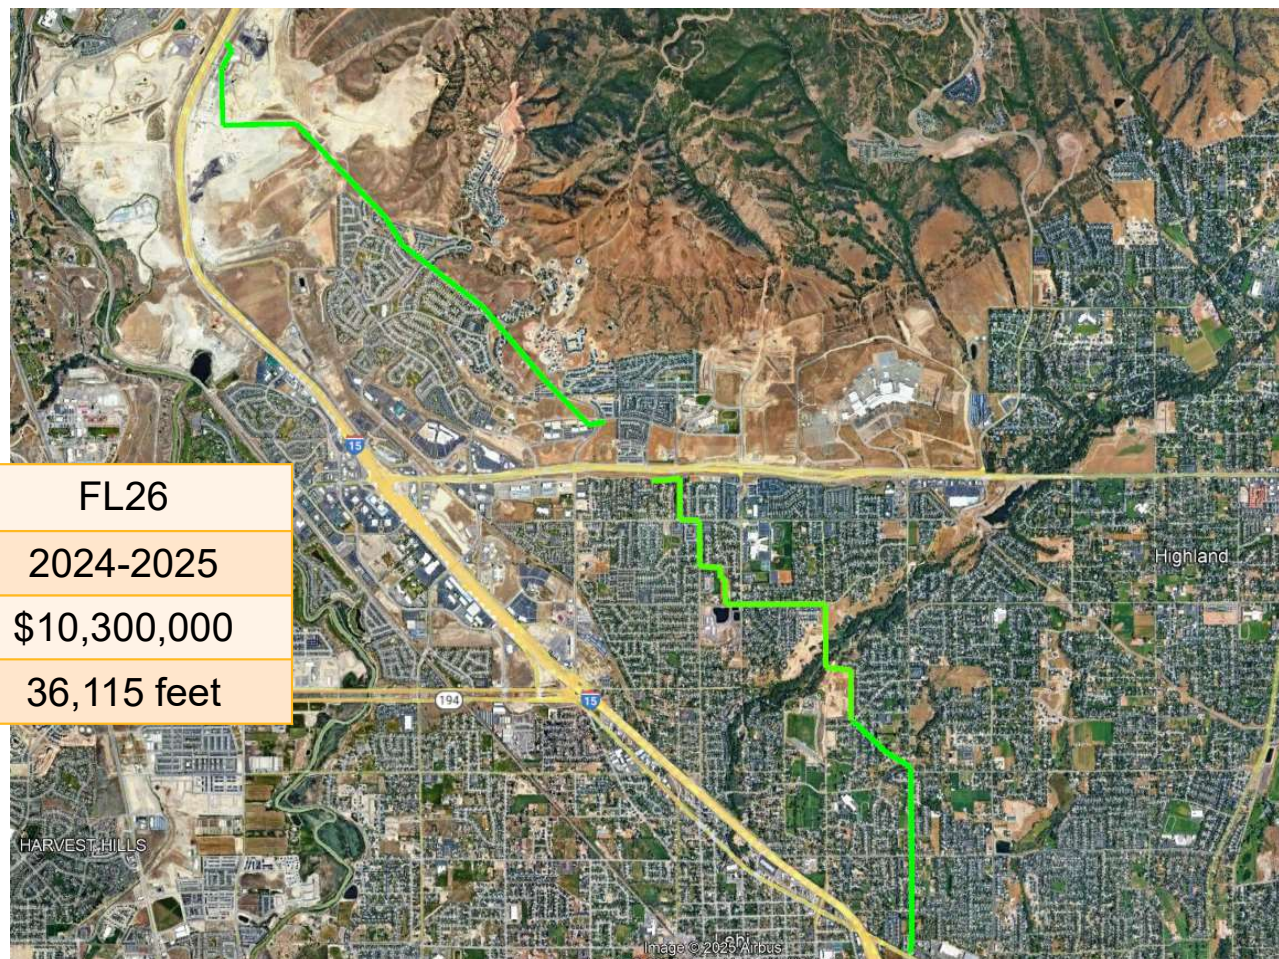 15
FL26
2024-2025
$10,300,000
36,115 feet
Highland
194
15
HARVEST HILLS
Lehi
Image © 2025 Airbus